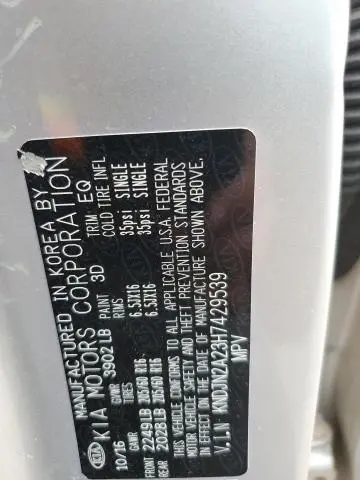 MANUFACTURED IN KOREA BY
KIA MOTORS CORPORATION
10/16 GVWR 3902LB PAINT 3D TRIM EQ
GAWR TIRES RIMS COLD TIRE INFL.
FRONT 2249LB 205/60 R16 6.5JX16 35psi SINGLE
REAR 2028LB 205/60 R16 6.5JX16 35psi SINGLE
THIS VEHICLE CONFORMS TO ALL APPLICABLE U.S.A. FEDERAL
MOTOR VEHICLE SAFETY AND THEFT PREVENTION STANDARDS
IN EFFECT ON THE DATE OF MANUFACTURE SHOWN ABOVE.
V.I.N KNDJN2A23H7429539
MPV